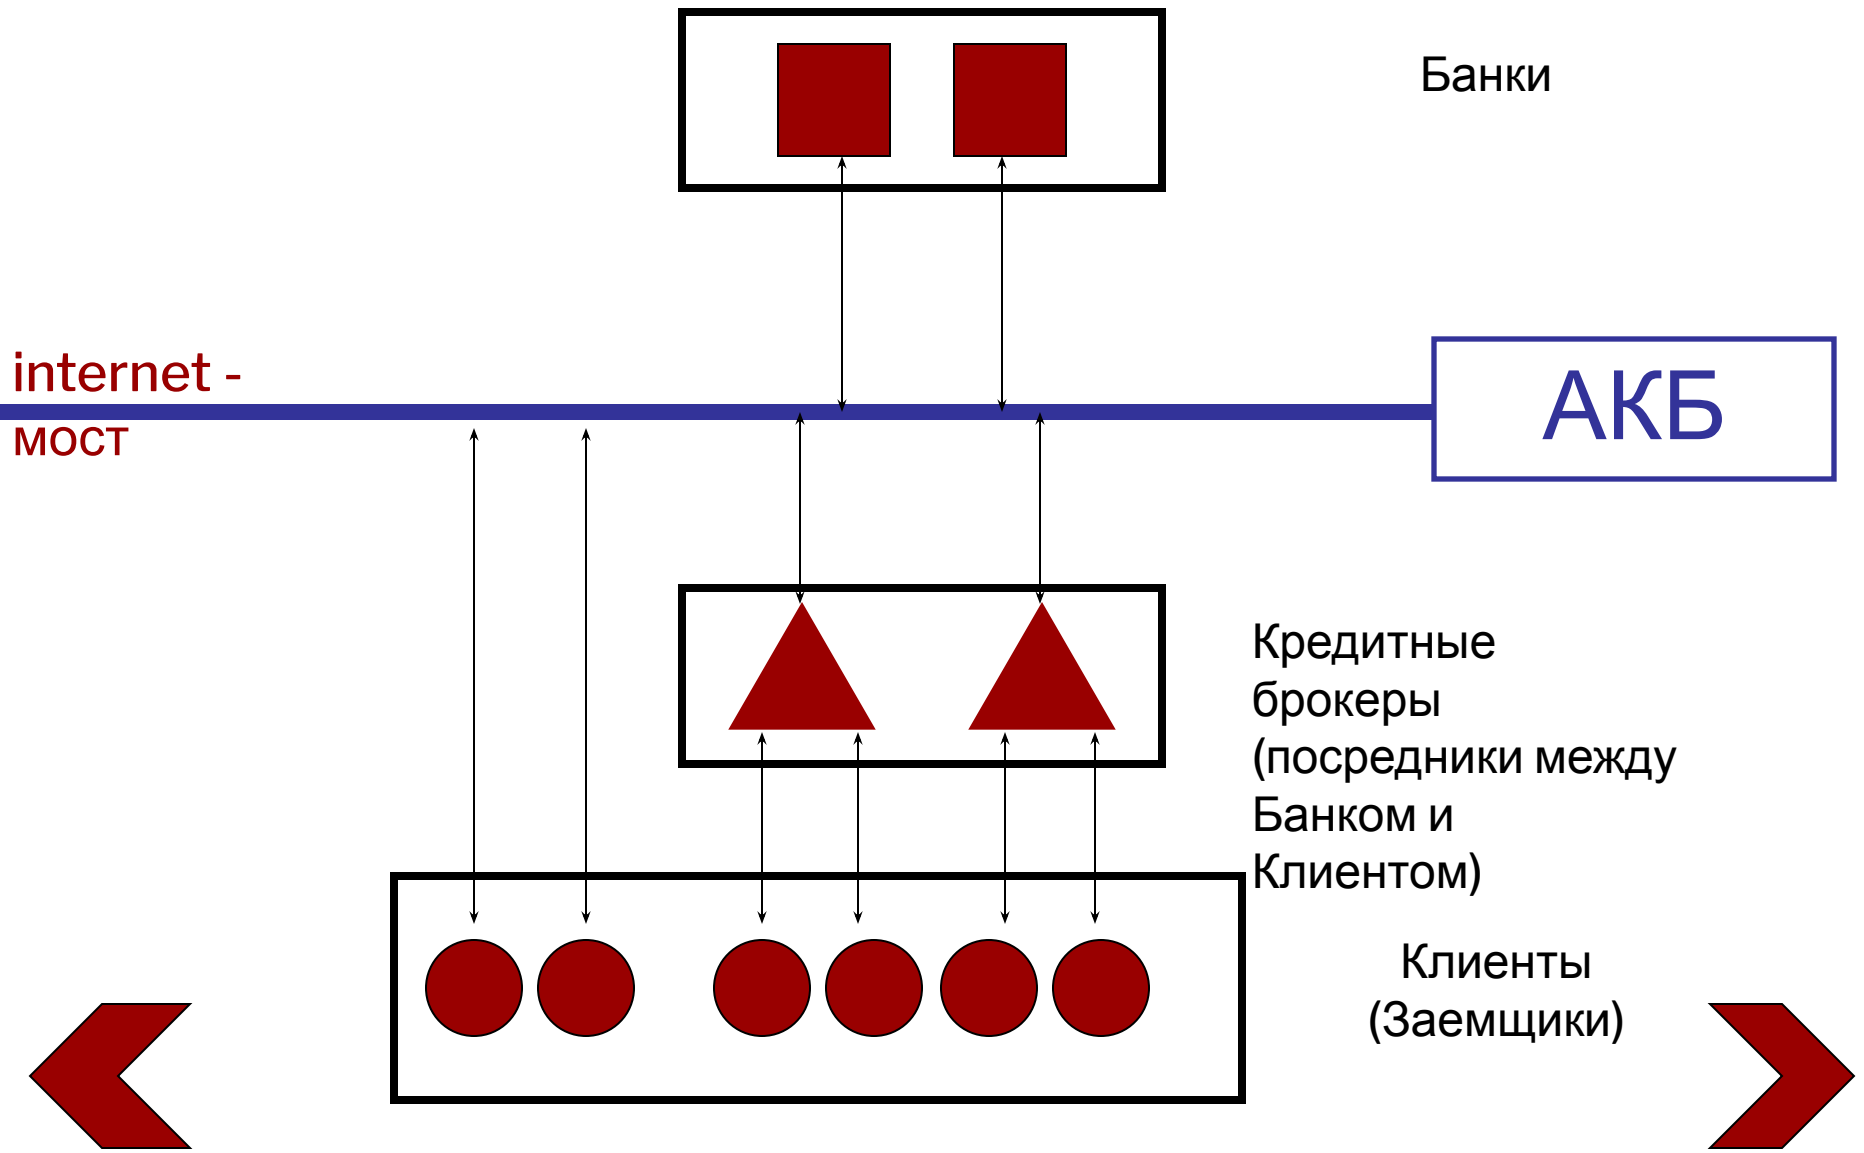 Банки
internet -
мост
АКБ
Кредитные
брокеры
(посредники между
Банком и
Клиентом)
Клиенты
(Заемщики)